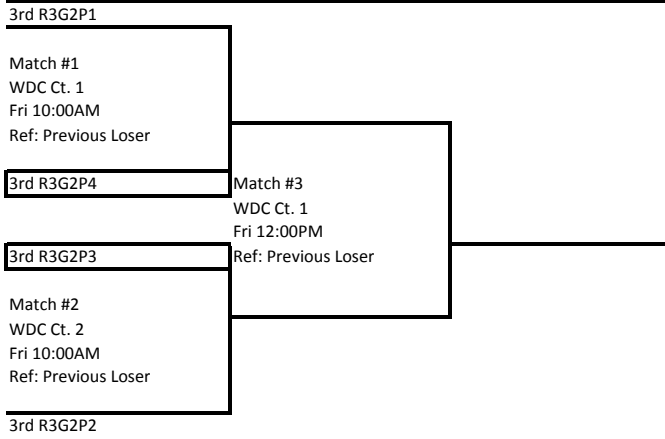 3rd R3G2P1
Match #1
WDC Ct. 1
Fri 10:00AM
Ref: Previous Loser
3rd R3G2P4
Match #3
WDC Ct. 1
Fri 12:00PM
Ref: Previous Loser
3rd R3G2P3
Match #2
WDC Ct. 2
Fri 10:00AM
Ref: Previous Loser
3rd R3G2P2